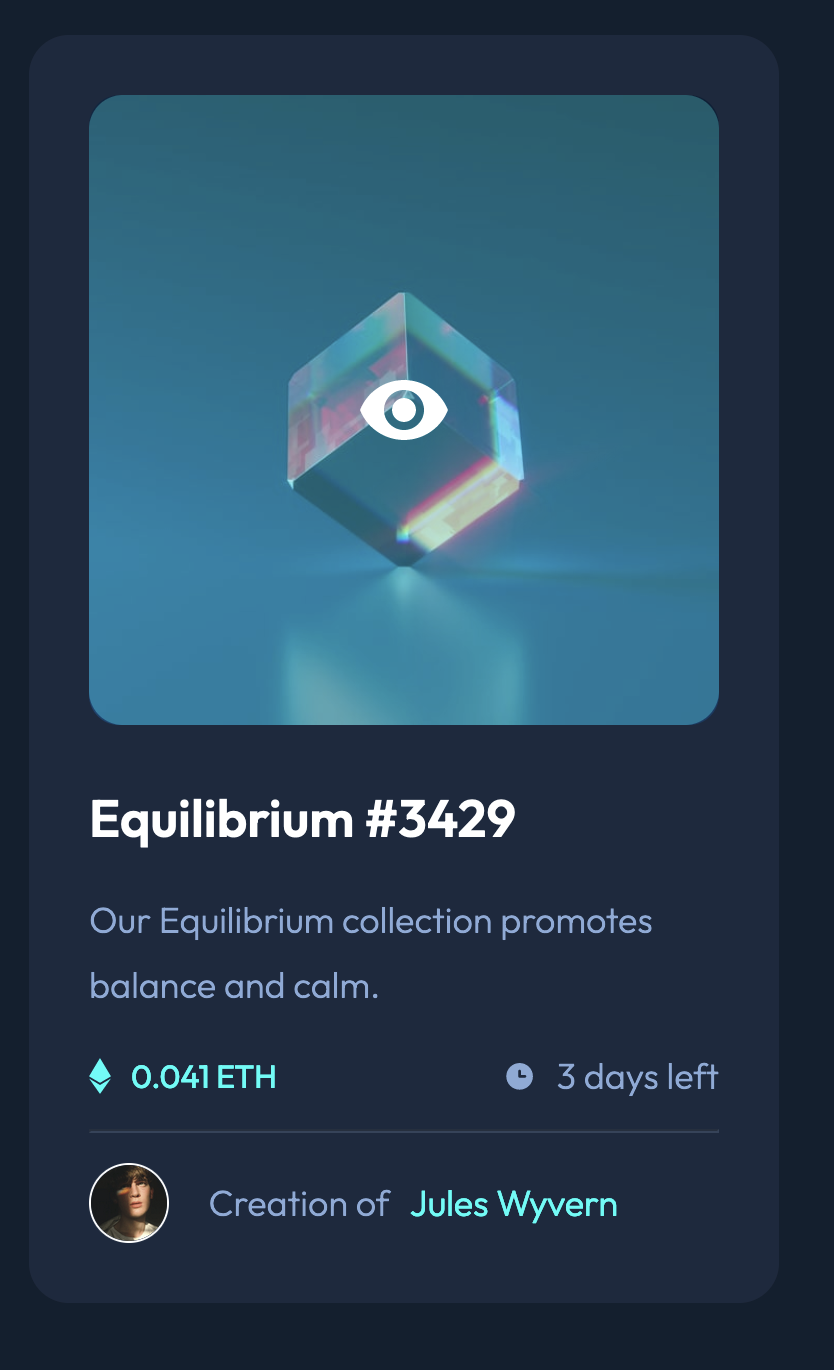 Equilibrium #3429
Our Equilibrium collection promotes
balance and calm.
0.041 ETH
3 days left
Creation of Jules Wyvern